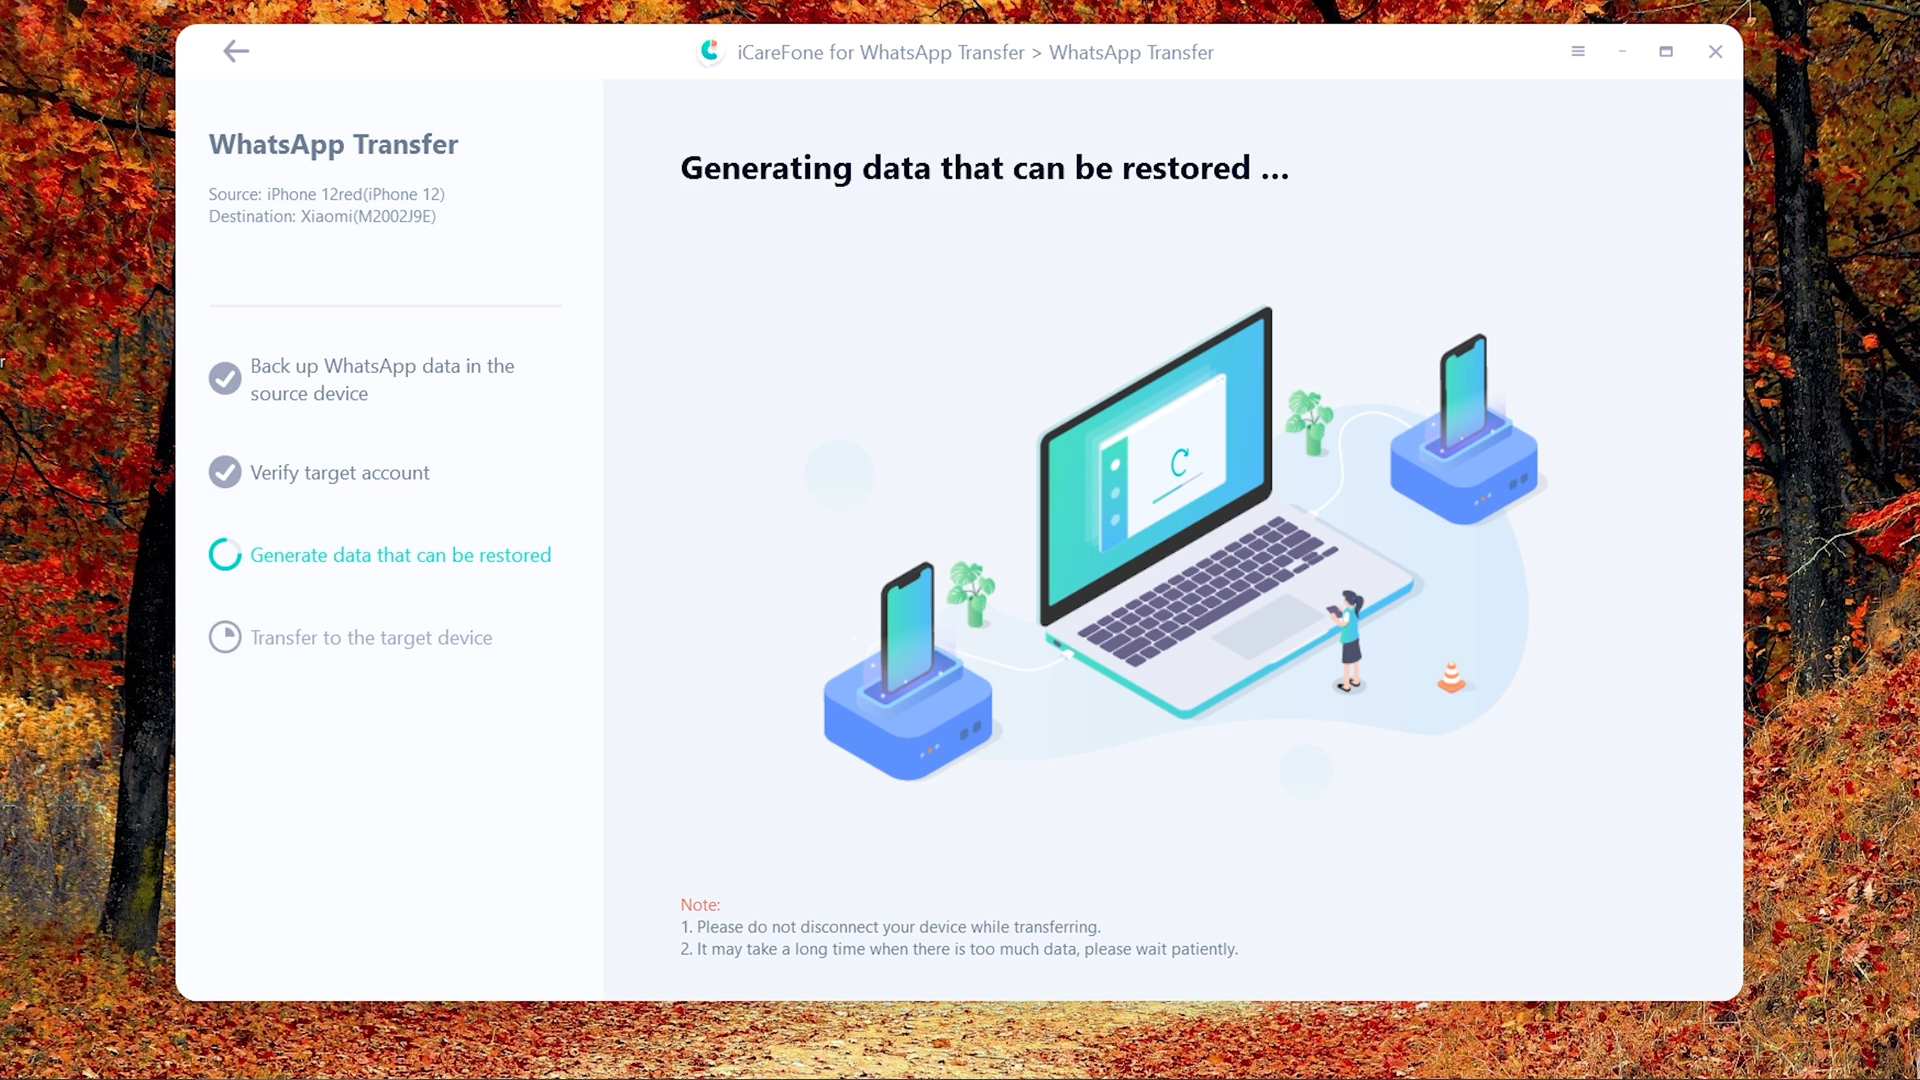 iCareFone for WhatsApp Transfer > WhatsApp Transfer
WhatsApp Transfer
Source: iPhone 12red(iPhone 12)
Destination: Xiaomi(M2002J9E)
Back up WhatsApp data in the
source device
Verify target account
Generate data that can be restored
Transfer to the target device
Generating data that can be restored ...
Note:
1. Please do not disconnect your device while transferring.
2. It may take a long time when there is too much data, please wait patiently.
r